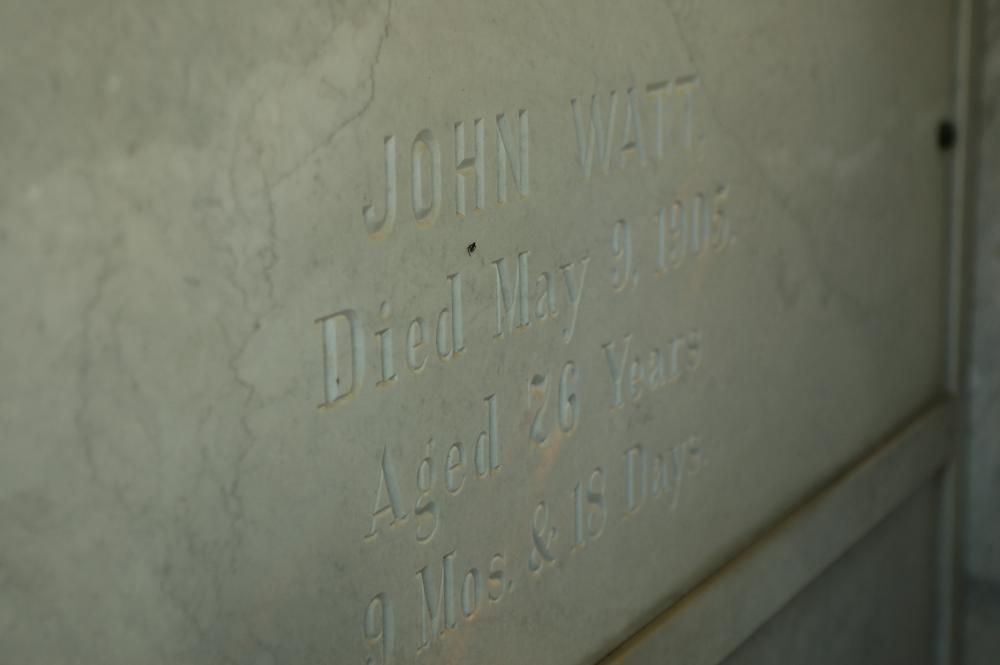 JOHN WATT.
Died May 9, 1905.
Aged 76 Years
9 Mos. & 18 Days.